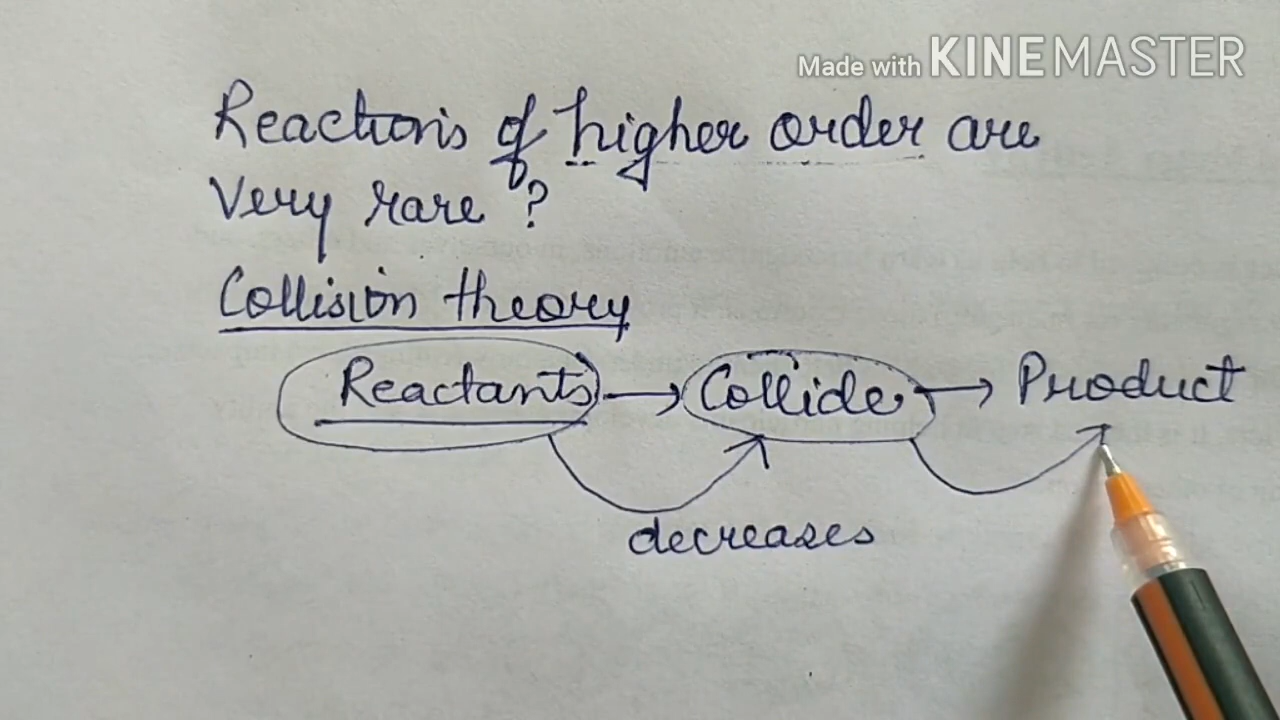 Made with KINEMASTER
Reactions of higher order are
Very rare ?
Collision theory
Reactants → Collide → Product
decreases